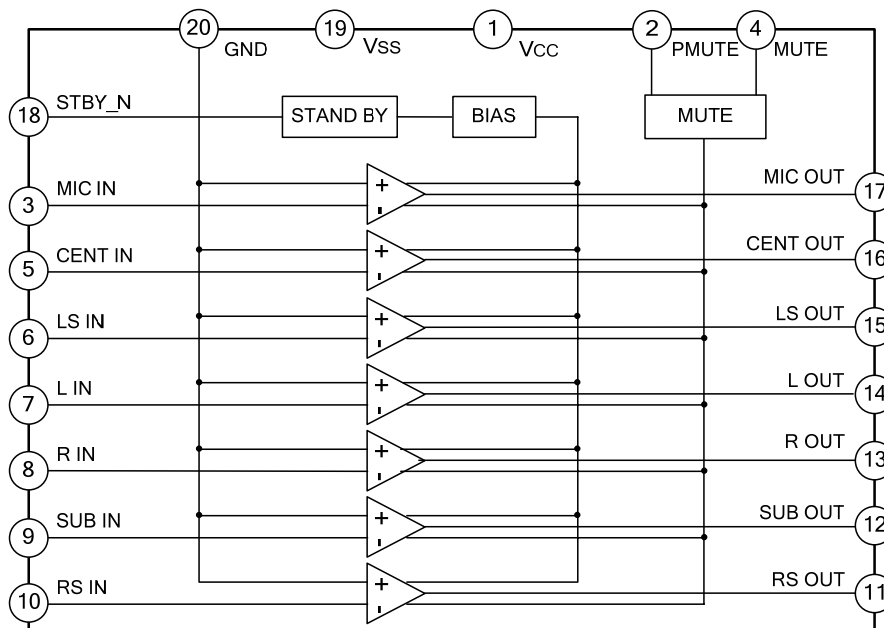 20 GND 19 VSS 1 VCC 2 PMUTE 4 MUTE
18 STBY_N STAND BY BIAS MUTE
3 MIC IN + - MIC OUT 17
5 CENT IN + - CENT OUT 16
6 LS IN + - LS OUT 15
7 L IN + - L OUT 14
8 R IN + - R OUT 13
9 SUB IN + - SUB OUT 12
10 RS IN + - RS OUT 11